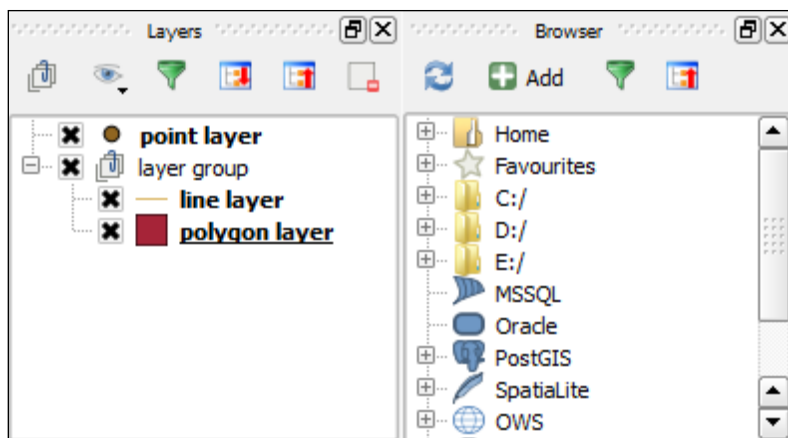 Layers
point layer
layer group
line layer
polygon layer
Browser
Add
Home
Favourites
C:/
D:/
E:/
MSSQL
Oracle
PostGIS
SpatiaLite
OWS